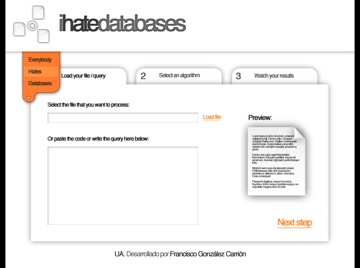 ihatedatabases
Everybody
Hates
Databases
Load your file / query
2 Select an algorithm
3 Watch your results
Select the file that you want to process:
Load file
Preview:
Or paste the code or write the query here below:
Next step
UA. Desarrollado por Francisco González Carrión